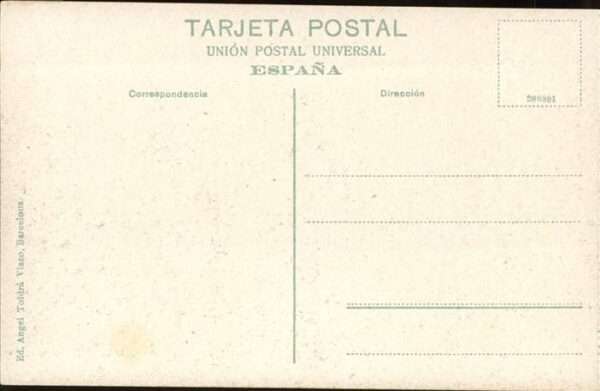 TARJETA POSTAL
UNIÓN POSTAL UNIVERSAL
ESPAÑA
Correspondencia
Dirección
Ed. Angel Toldrá Viazo, Barcelona.